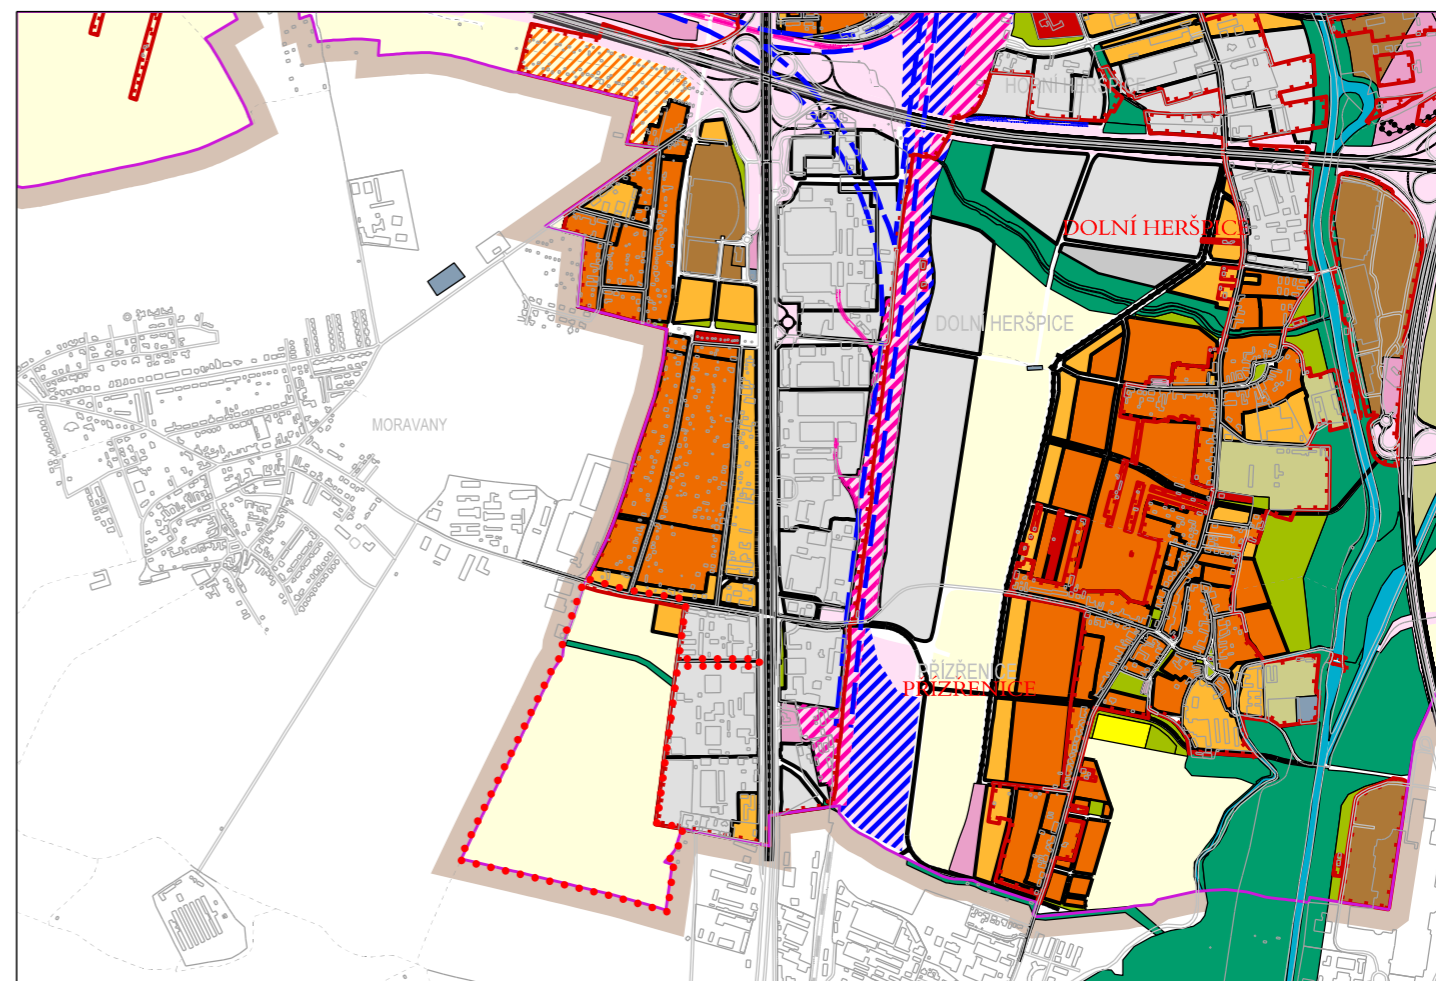 HORNÍ HERŠPICE
DOLNÍ HERŠPICE
DOLNÍ HERŠPICE
MORAVANY
PŘÍZŘENICE
PŘÍZŘENICE